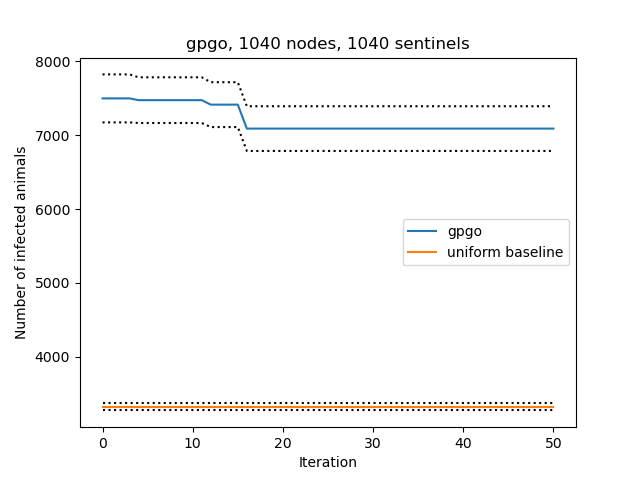 gpgo, 1040 nodes, 1040 sentinels
8000
7000
6000
5000
4000
Number of infected animals
gpgo
uniform baseline
0 10 20 30 40 50
Iteration